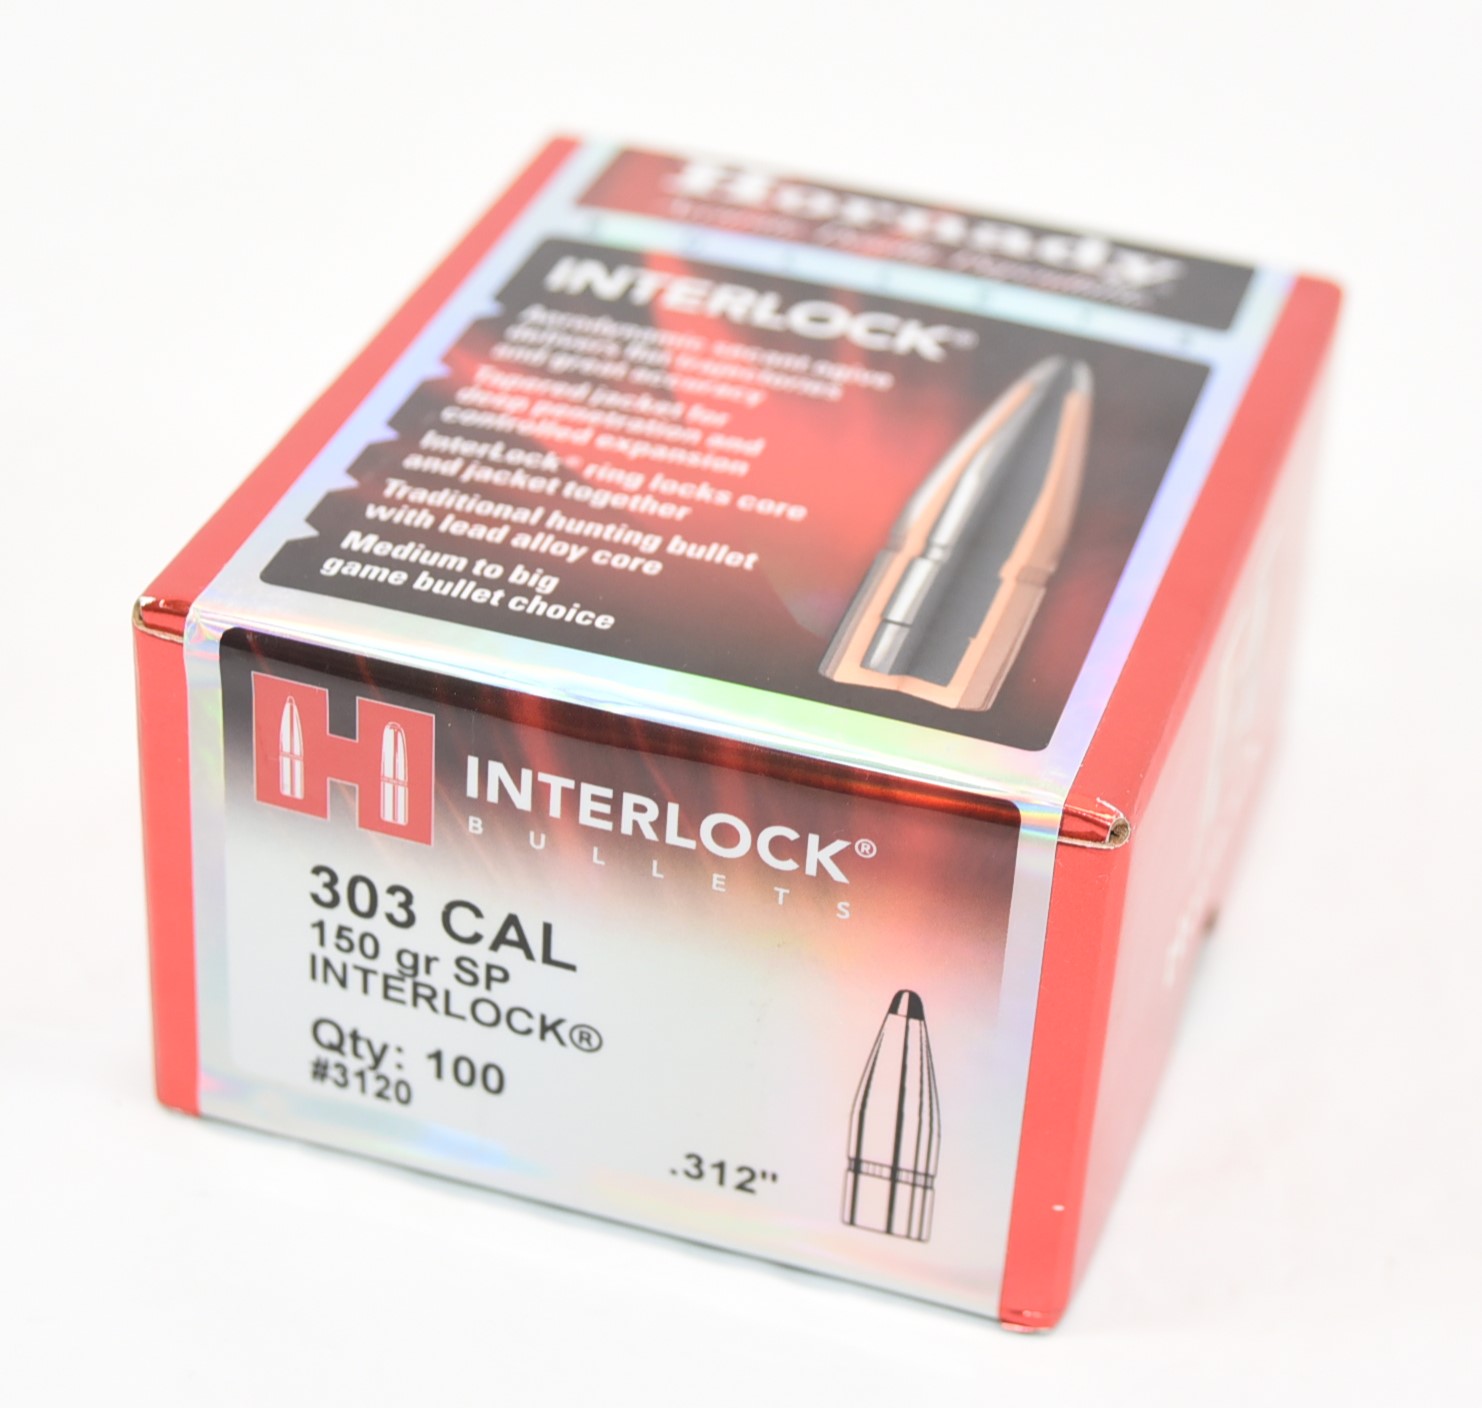 Hornady
INTERLOCK
Aerodynamic secant ogive
delivers flat trajectories
and great accuracy
Tapered jacket for
deep penetration and
controlled expansion
InterLock® ring locks core
and jacket together
Traditional hunting bullet
with lead alloy core
Medium to big
game bullet choice
INTERLOCK®
BULLETS
303 CAL
150 gr SP
INTERLOCK®
Qty: 100
#3120
.312"